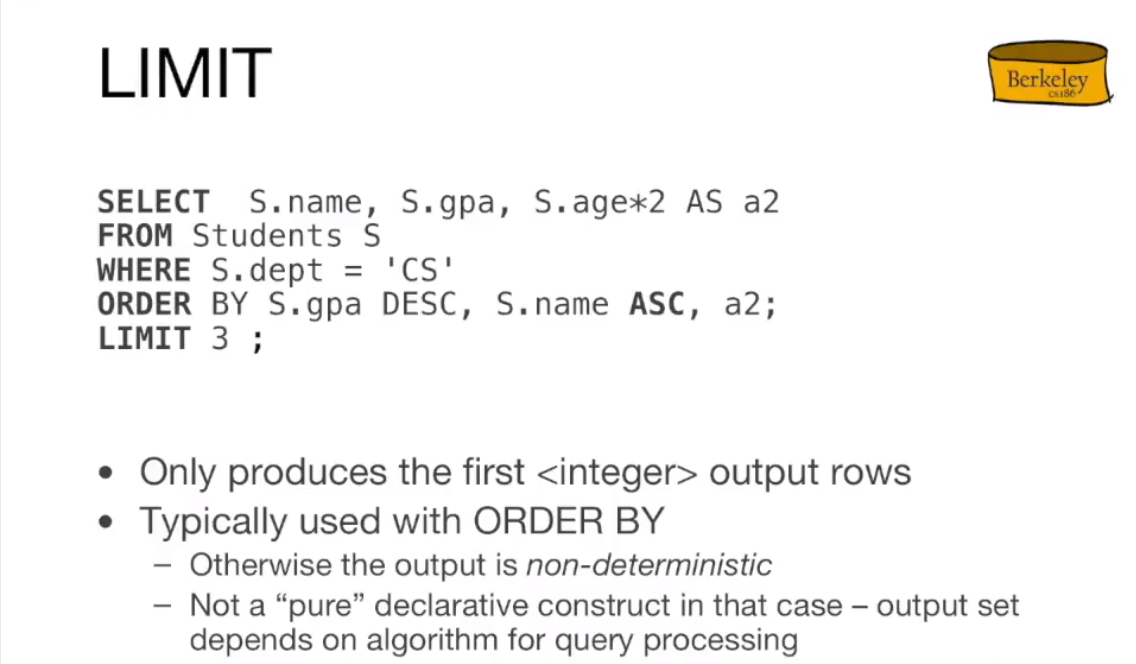 LIMIT
Berkeley
cs186
SELECT  S.name, S.gpa, S.age*2 AS a2
FROM Students S
WHERE S.dept = 'CS'
ORDER BY S.gpa DESC, S.name ASC, a2;
LIMIT 3 ;
• Only produces the first <integer> output rows
• Typically used with ORDER BY
– Otherwise the output is non-deterministic
– Not a “pure” declarative construct in that case – output set
depends on algorithm for query processing